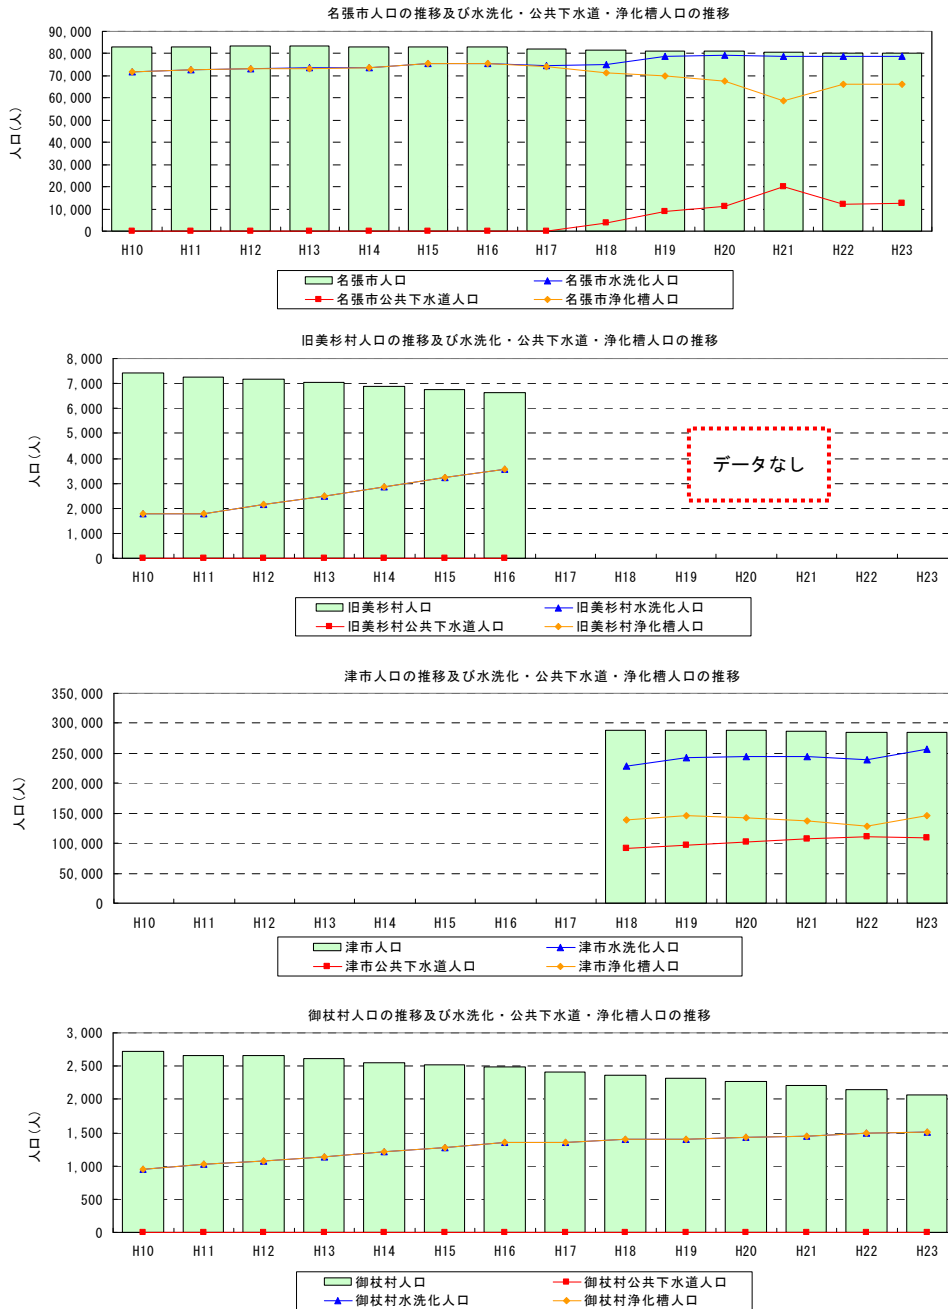 名張市人口の推移及び水洗化・公共下水道・浄化槽人口の推移
人口(人)
90,000
80,000
70,000
60,000
50,000
40,000
30,000
20,000
10,000
0
H10 H11 H12 H13 H14 H15 H16 H17 H18 H19 H20 H21 H22 H23
名張市人口 名張市水洗化人口
名張市公共下水道人口 名張市浄化槽人口
旧美杉村人口の推移及び水洗化・公共下水道・浄化槽人口の推移
人口(人)
8,000
7,000
6,000
5,000
4,000
3,000
2,000
1,000
0
データなし
H10 H11 H12 H13 H14 H15 H16 H17 H18 H19 H20 H21 H22 H23
旧美杉村人口 旧美杉村水洗化人口
旧美杉村公共下水道人口 旧美杉村浄化槽人口
津市人口の推移及び水洗化・公共下水道・浄化槽人口の推移
人口(人)
350,000
300,000
250,000
200,000
150,000
100,000
50,000
0
H10 H11 H12 H13 H14 H15 H16 H17 H18 H19 H20 H21 H22 H23
津市人口 津市水洗化人口
津市公共下水道人口 津市浄化槽人口
御杖村人口の推移及び水洗化・公共下水道・浄化槽人口の推移
人口(人)
3,000
2,500
2,000
1,500
1,000
500
0
H10 H11 H12 H13 H14 H15 H16 H17 H18 H19 H20 H21 H22 H23
御杖村人口 御杖村公共下水道人口
御杖村水洗化人口 御杖村浄化槽人口